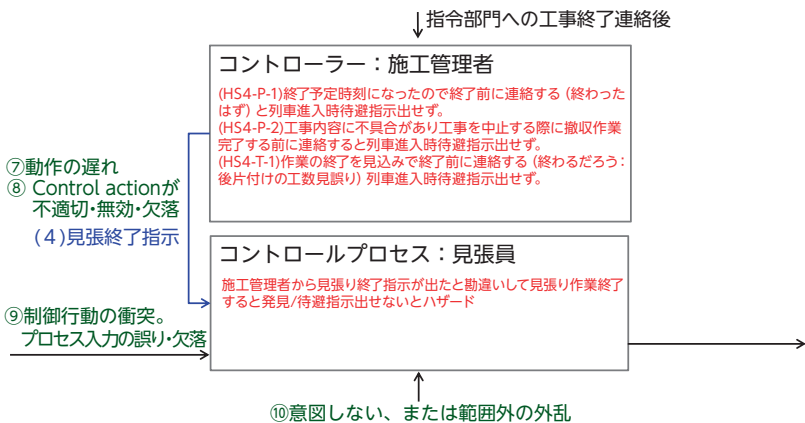 指令部門への工事終了連絡後
コントローラー：施工管理者
(HS4-P-1)終了予定時刻になったので終了前に連絡する（終わった
はず）と列車進入時待避指示出せず。
(HS4-P-2)工事内容に不具合があり工事を中止する際に撤収作業
完了する前に連絡すると列車進入時待避指示出せず。
(HS4-T-1)作業の終了を見込みで終了前に連絡する（終わるだろう：
後片付けの工数見誤り）列車進入時待避指示出せず。
⑦動作の遅れ
⑧ Control actionが
不適切・無効・欠落
(4)見張終了指示
コントロールプロセス：見張員
施工管理者から見張り終了指示が出たと勘違いして見張り作業終了
すると発見/待避指示出せないとハザード
⑨制御行動の衝突。
プロセス入力の誤り・欠落
⑩意図しない、または範囲外の外乱